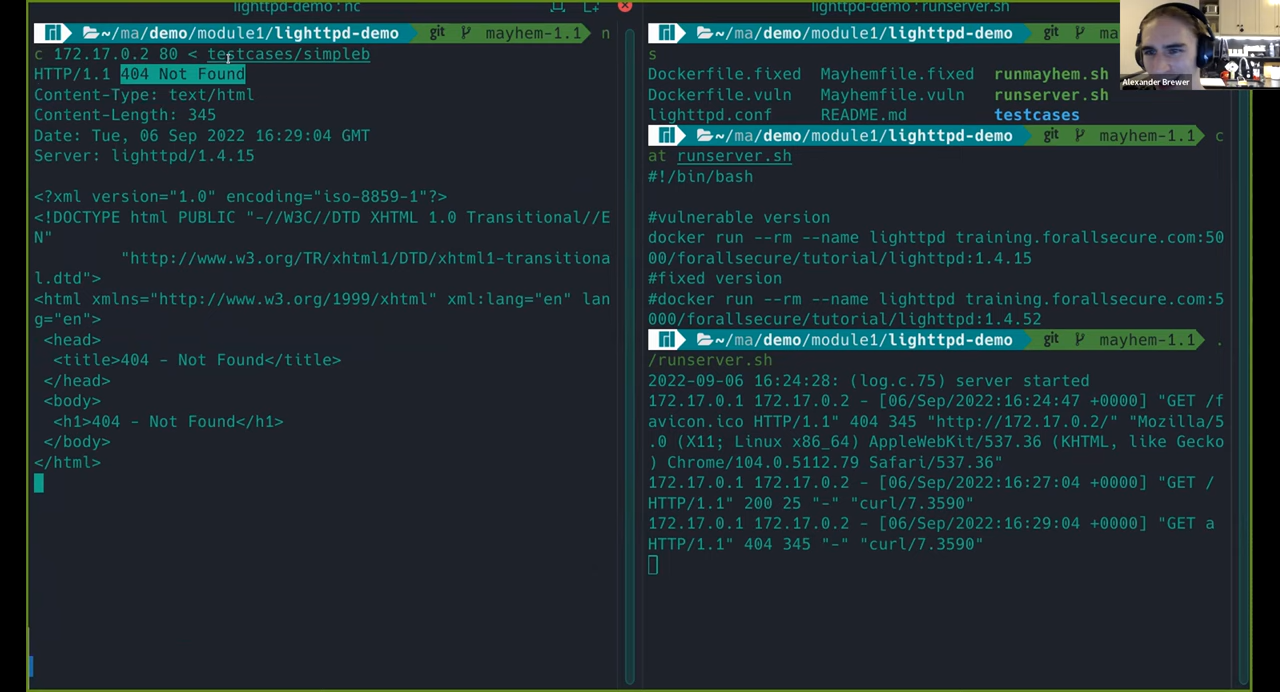 lighttpd-demo : nc
~/ma/demo/module1/lighttpd-demo git mayhem-1.1 n
c 172.17.0.2 80 < testcases/simpleb
HTTP/1.1 404 Not Found
Content-Type: text/html
Content-Length: 345
Date: Tue, 06 Sep 2022 16:29:04 GMT
Server: lighttpd/1.4.15
<?xml version="1.0" encoding="iso-8859-1"?>
<!DOCTYPE html PUBLIC "-//W3C//DTD XHTML 1.0 Transitional//E
N"
"http://www.w3.org/TR/xhtml1/DTD/xhtml1-transitiona
l.dtd">
<html xmlns="http://www.w3.org/1999/xhtml" xml:lang="en" lan
g="en">
<head>
<title>404 - Not Found</title>
</head>
<body>
<h1>404 - Not Found</h1>
</body>
</html>
lighttpd-demo : runserver.sh
~/ma/demo/module1/lighttpd-demo git ma
s
Dockerfile.fixed Mayhemfile.fixed runmayhem.sh
Dockerfile.vuln Mayhemfile.vuln runserver.sh
lighttpd.conf README.md testcases
~/ma/demo/module1/lighttpd-demo git mayhem-1.1 c
at runserver.sh
#!/bin/bash
#vulnerable version
docker run --rm --name lighttpd training.forallsecure.com:50
00/forallsecure/tutorial/lighttpd:1.4.15
#fixed version
#docker run --rm --name lighttpd training.forallsecure.com:5
000/forallsecure/tutorial/lighttpd:1.4.52
~/ma/demo/module1/lighttpd-demo git mayhem-1.1 .
/runserver.sh
2022-09-06 16:24:28: (log.c.75) server started
172.17.0.1 172.17.0.2 - [06/Sep/2022:16:24:47 +0000] "GET /f
avicon.ico HTTP/1.1" 404 345 "http://172.17.0.2/" "Mozilla/5
.0 (X11; Linux x86_64) AppleWebKit/537.36 (KHTML, like Gecko
) Chrome/104.0.5112.79 Safari/537.36"
172.17.0.1 172.17.0.2 - [06/Sep/2022:16:27:04 +0000] "GET /
HTTP/1.1" 200 25 "-" "curl/7.3590"
172.17.0.1 172.17.0.2 - [06/Sep/2022:16:29:04 +0000] "GET a
HTTP/1.1" 404 345 "-" "curl/7.3590"
Alexander Brewer